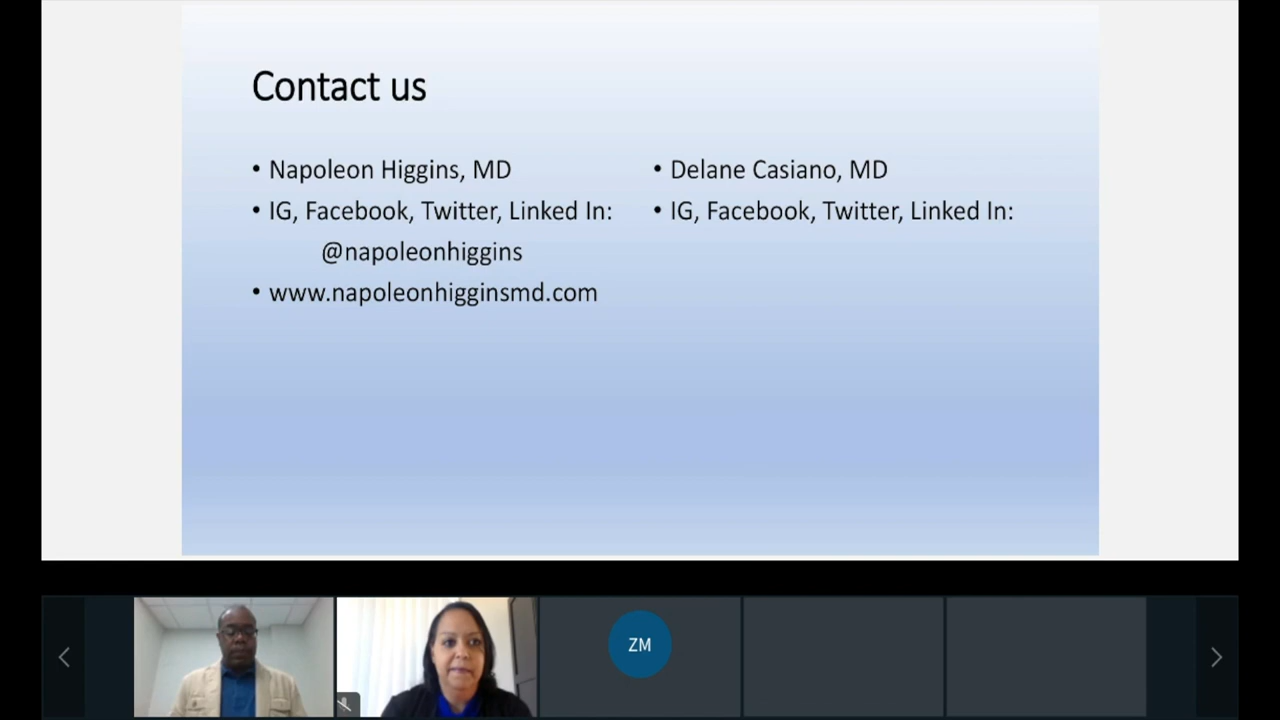 Contact us
• Napoleon Higgins, MD
• IG, Facebook, Twitter, Linked In:
@napoleonhiggins
• www.napoleonhigginsmd.com
• Delane Casiano, MD
• IG, Facebook, Twitter, Linked In:
ZM